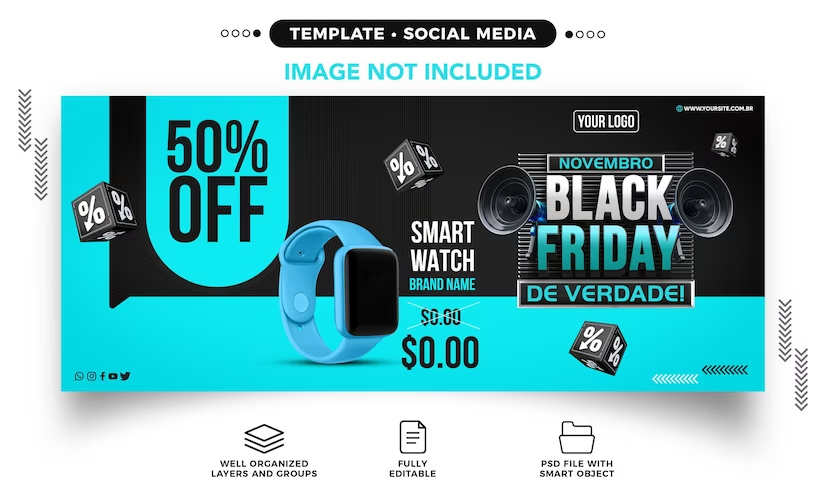 TEMPLATE • SOCIAL MEDIA
IMAGE NOT INCLUDED
WWW.YOURSITE.COM.BR
YOUR LOGO
50%
OFF
%
%
%
%
%
%
NOVEMBRO
BLACK
FRIDAY
DE VERDADE!
SMART
WATCH
BRAND NAME
$0.00
$0.00
%
%
WELL ORGANIZED
LAYERS AND GROUPS
FULLY
EDITABLE
PSD FILE WITH
SMART OBJECT